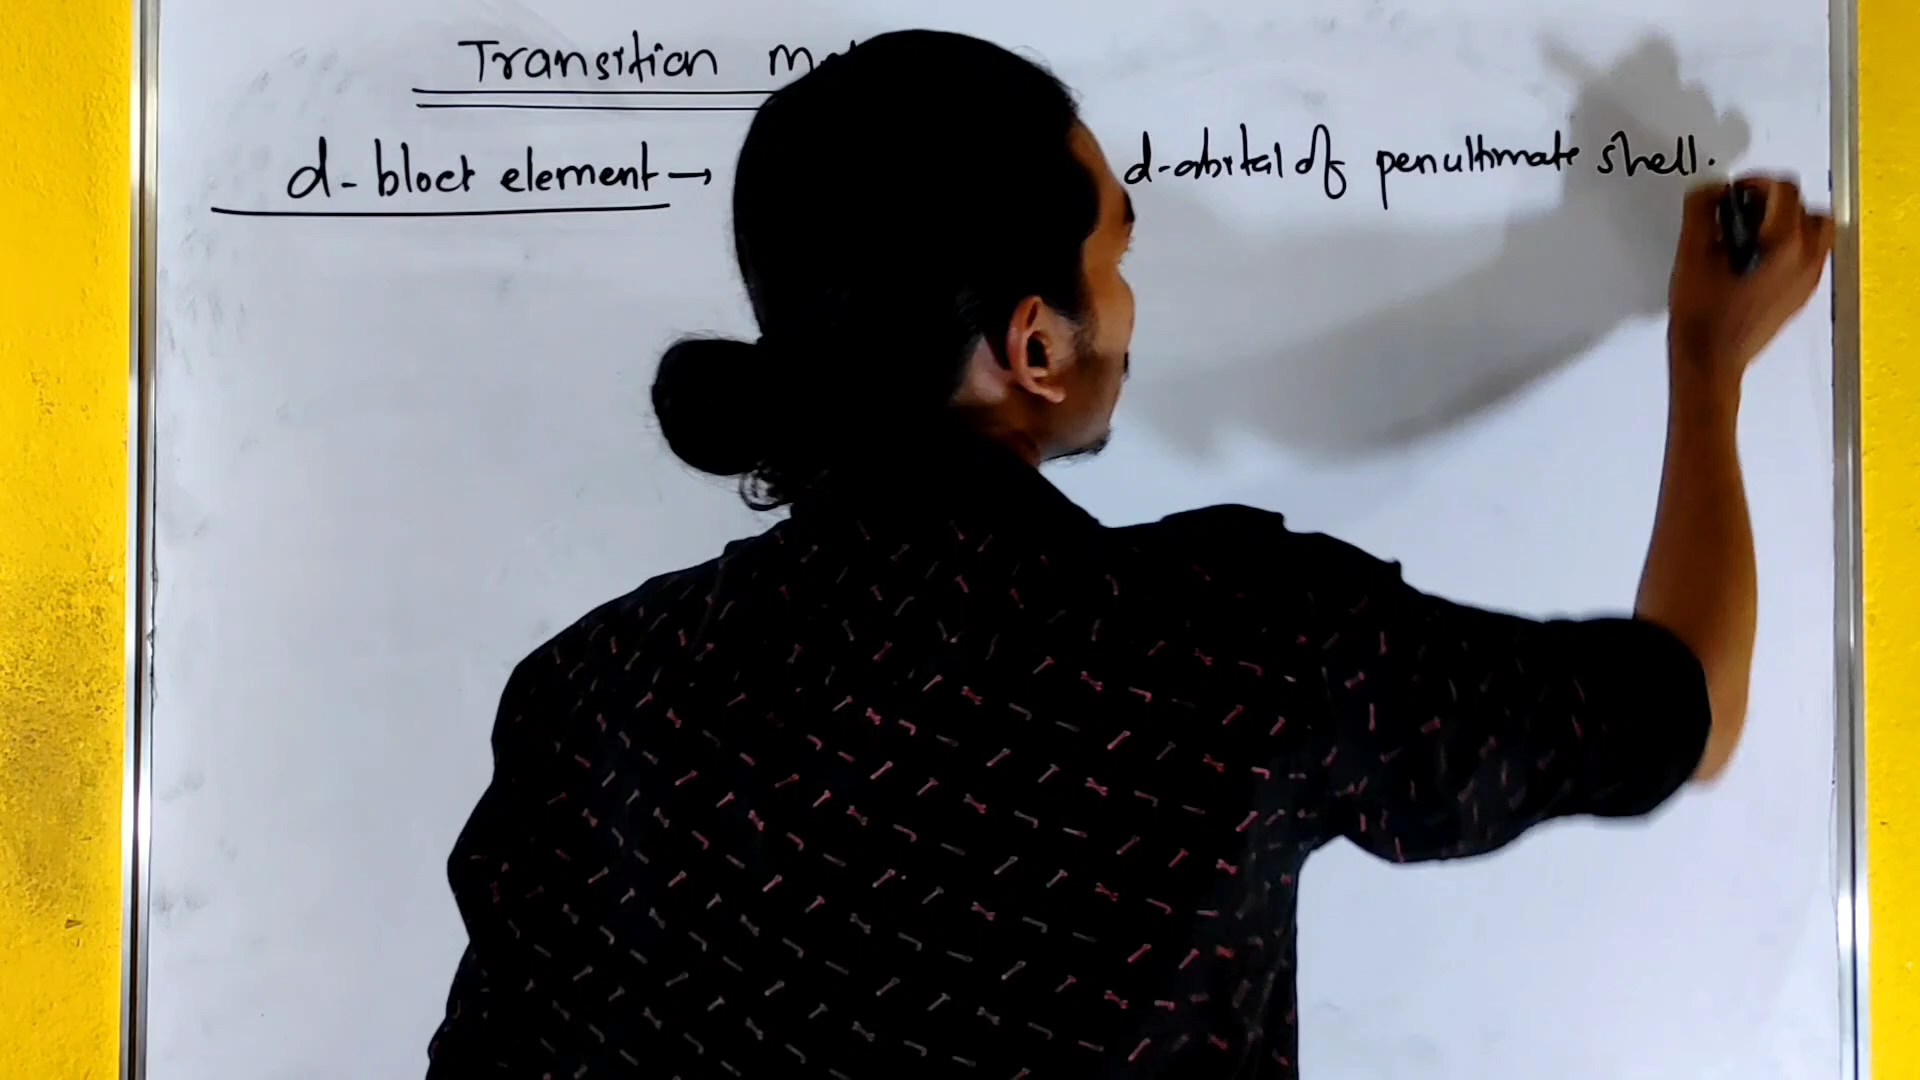 Transition
d-block element → d-orbital of penultimate shell.